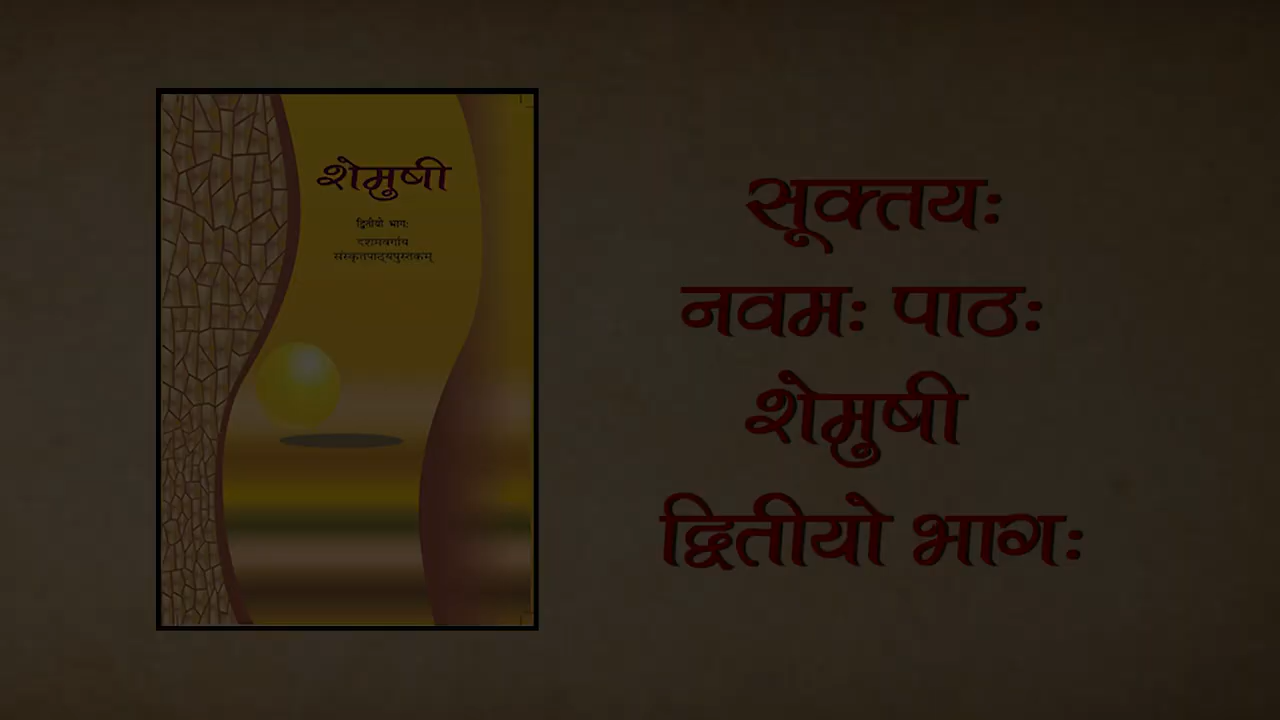 शेमुषी
द्वितीयो भागः
दशमवर्गाय
संस्कृतपाठ्यपुस्तकम्
सूक्तयः
नवमः पाठः
शेमुषी
द्वितीयो भागः